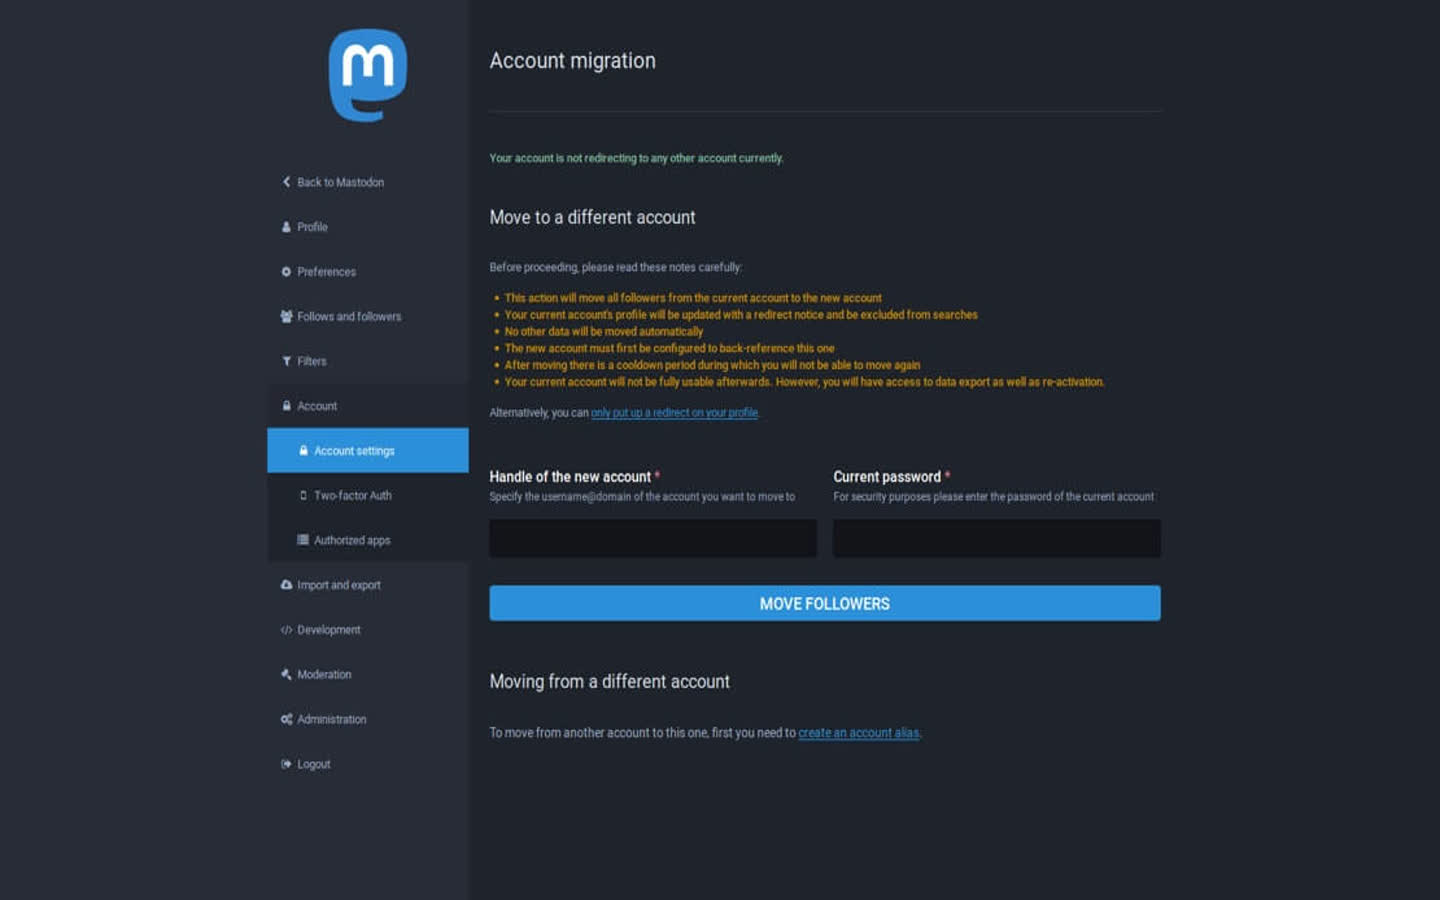 m
Back to Mastodon
Profile
Preferences
Follows and followers
Filters
Account
Account settings
Two-factor Auth
Authorized apps
Import and export
Development
Moderation
Administration
Logout
Account migration
Your account is not redirecting to any other account currently.
Move to a different account
Before proceeding, please read these notes carefully:
• This action will move all followers from the current account to the new account
• Your current account's profile will be updated with a redirect notice and be excluded from searches
• No other data will be moved automatically
• The new account must first be configured to back-reference this one
• After moving there is a cooldown period during which you will not be able to move again
• Your current account will not be fully usable afterwards. However, you will have access to data export as well as re-activation.
Alternatively, you can only put up a redirect on your profile.
Handle of the new account *
Specify the username@domain of the account you want to move to
Current password *
For security purposes please enter the password of the current account
MOVE FOLLOWERS
Moving from a different account
To move from another account to this one, first you need to create an account alias.